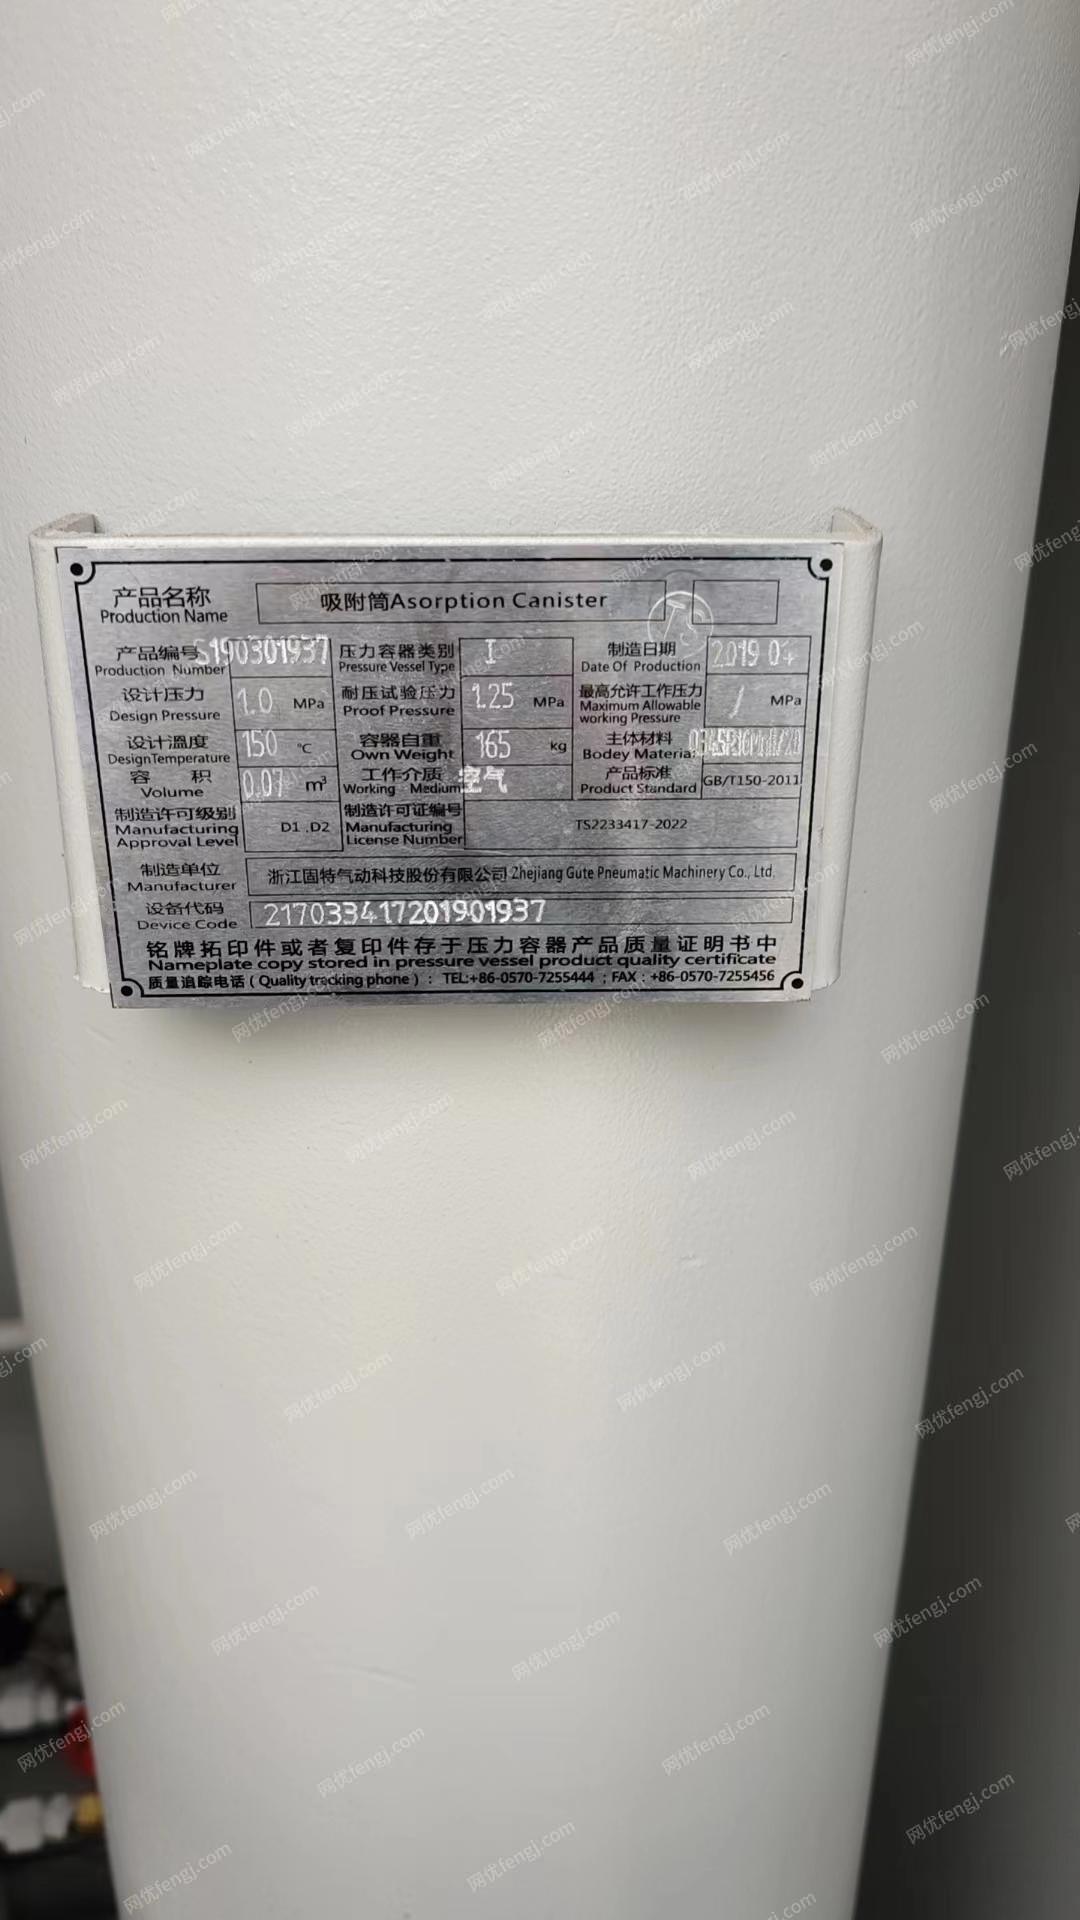 产品名称 吸附筒Asorption Canister
Production Name
产品编号 S190301937 压力容器类别 I 制造日期 2019 04
Production Number Pressure Vessel Type Date Of Production
设计压力 1.0 MPa 耐压试验压力 1.25 MPa 最高允许工作压力 / MPa
Design Pressure Proof Pressure Maximum Allowable working Pressure
设计溫度 150 ℃ 容器自重 165 kg 主体材料
DesignTemperature Own Weight Bodey Material
容 积 0.07 m³ 工作介质 空气 产品标准 GB/T150-2011
Volume Working Medium Product Standard
制造许可级别 D1 .D2 制造许可证编号 TS2233417-2022
Manufacturing Approval Level Manufacturing License Number
制造单位 浙江固特气动科技股份有限公司 Zhejiang Gute Pneumatic Machinery Co., Ltd.
Manufacturer
设备代码 217033417201901937
Device Code
铭牌拓印件或者复印件存于压力容器产品质量证明书中
Nameplate copy stored in pressure vessel product quality certificate
质量追踪电话 ( Quality tracking phone ) : TEL:+86-0570-7255444 ; FAX : +86-0570-7255456
网优fengj.com